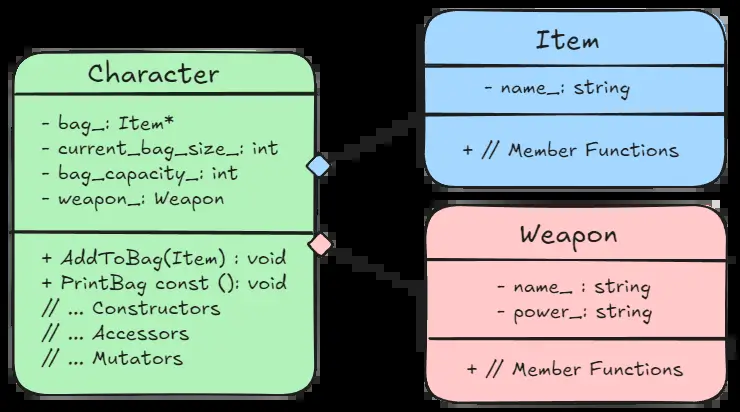 Character
- bag_: Item*
- current_bag_size_: int
- bag_capacity_: int
- weapon_: Weapon
+ AddToBag(Item) : void
+ PrintBag const (): void
// ... Constructors
// ... Accessors
// ... Mutators
Item
- name_: string
+ // Member Functions
Weapon
- name_ : string
- power_: string
+ // Member Functions